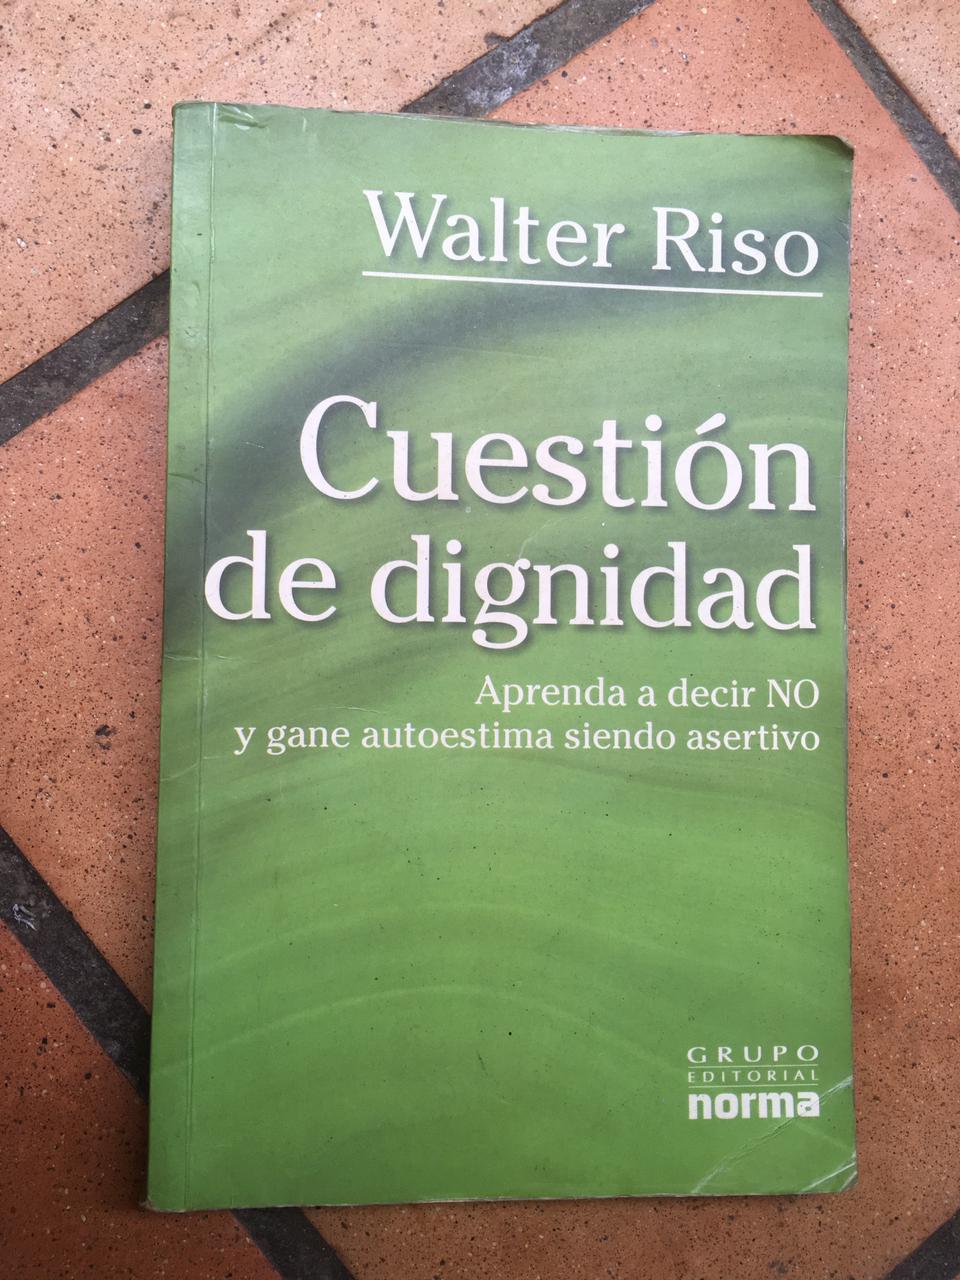 Walter Riso
Cuestión
de dignidad
Aprenda a decir NO
y gane autoestima siendo asertivo
GRUPO
EDITORIAL
norma